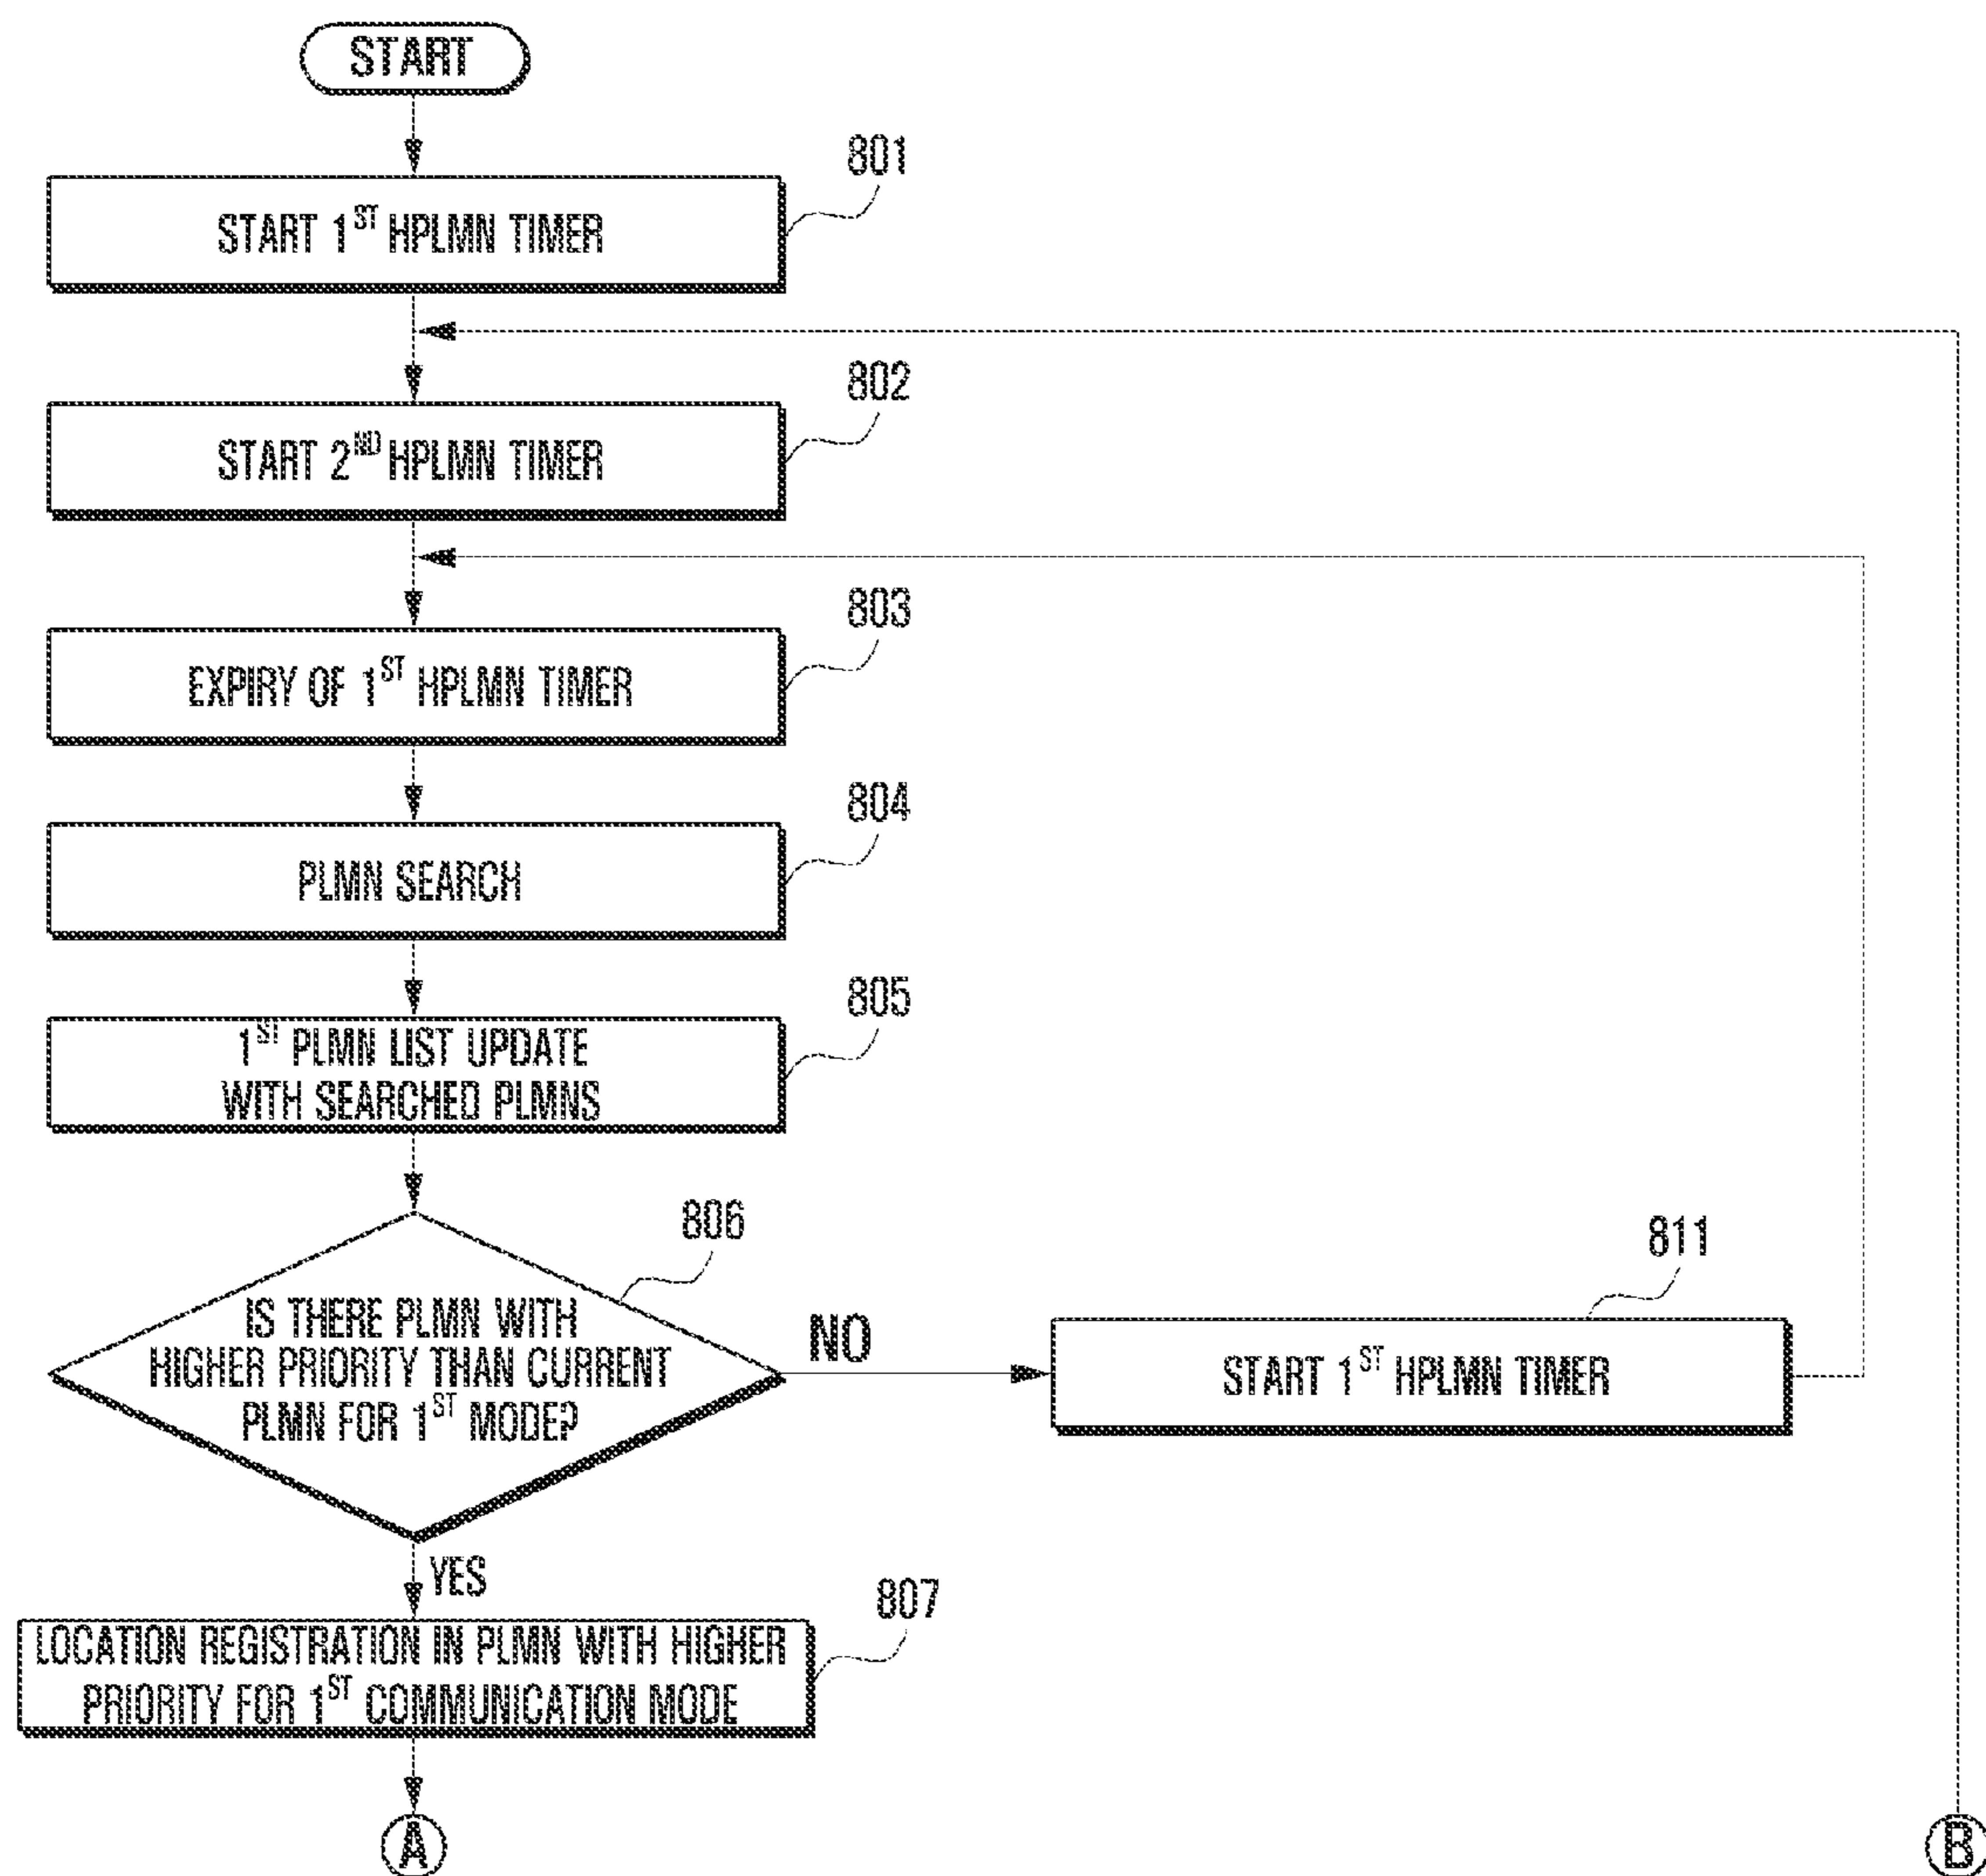 START
801
START 1ST HPLMN TIMER
802
START 2ND HPLMN TIMER
803
EXPIRY OF 1ST HPLMN TIMER
804
PLMN SEARCH
805
1ST PLMN LIST UPDATE
WITH SEARCHED PLMNS
806
IS THERE PLMN WITH
HIGHER PRIORITY THAN CURRENT
PLMN FOR 1ST MODE?
NO
811
START 1ST HPLMN TIMER
YES
807
LOCATION REGISTRATION IN PLMN WITH HIGHER
PRIORITY FOR 1ST COMMUNICATION MODE
A
B